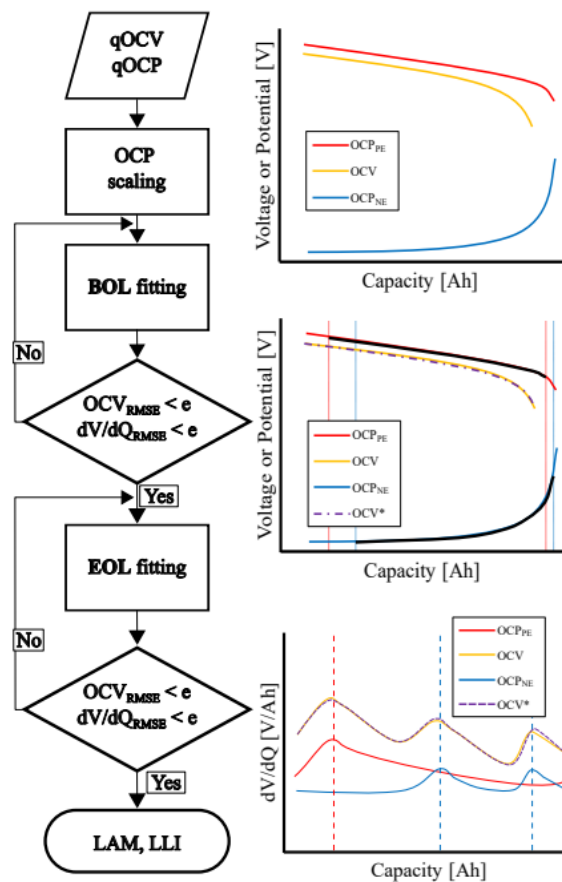 qOCV
qOCP
OCP
scaling
BOL fitting
No
OCV_RMSE < e
dV/dQ_RMSE < e
Yes
EOL fitting
No
OCV_RMSE < e
dV/dQ_RMSE < e
Yes
LAM, LLI
Voltage or Potential [V]
OCP_PE
OCV
OCP_NE
Capacity [Ah]
Voltage or Potential [V]
OCP_PE
OCV
OCP_NE
OCV*
Capacity [Ah]
dV/dQ [V/Ah]
OCP_PE
OCV
OCP_NE
OCV*
Capacity [Ah]